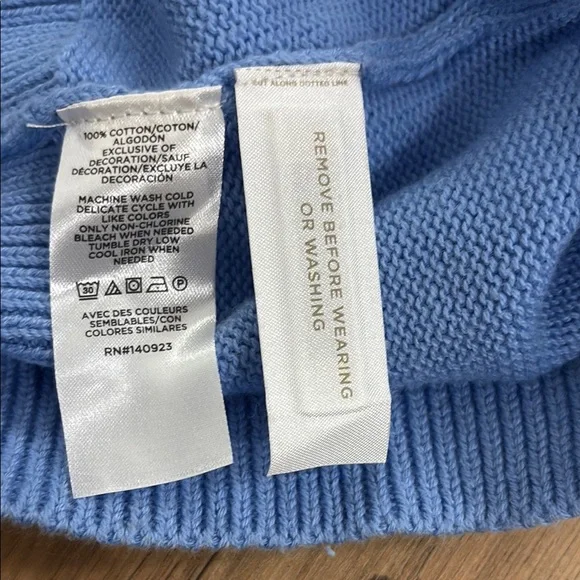 100% COTTON/COTON/
ALGODÓN
EXCLUSIVE OF
DECORATION/SAUF
DÉCORATION/EXCLUYE LA
DECORACIÓN
MACHINE WASH COLD
DELICATE CYCLE WITH
LIKE COLORS
ONLY NON-CHLORINE
BLEACH WHEN NEEDED
TUMBLE DRY LOW
COOL IRON WHEN
NEEDED
30 P
AVEC DES COULEURS
SEMBLABLES/CON
COLORES SIMILARES
RN#140923
CUT ALONG DOTTED LINE
REMOVE BEFORE WEARING
OR WASHING